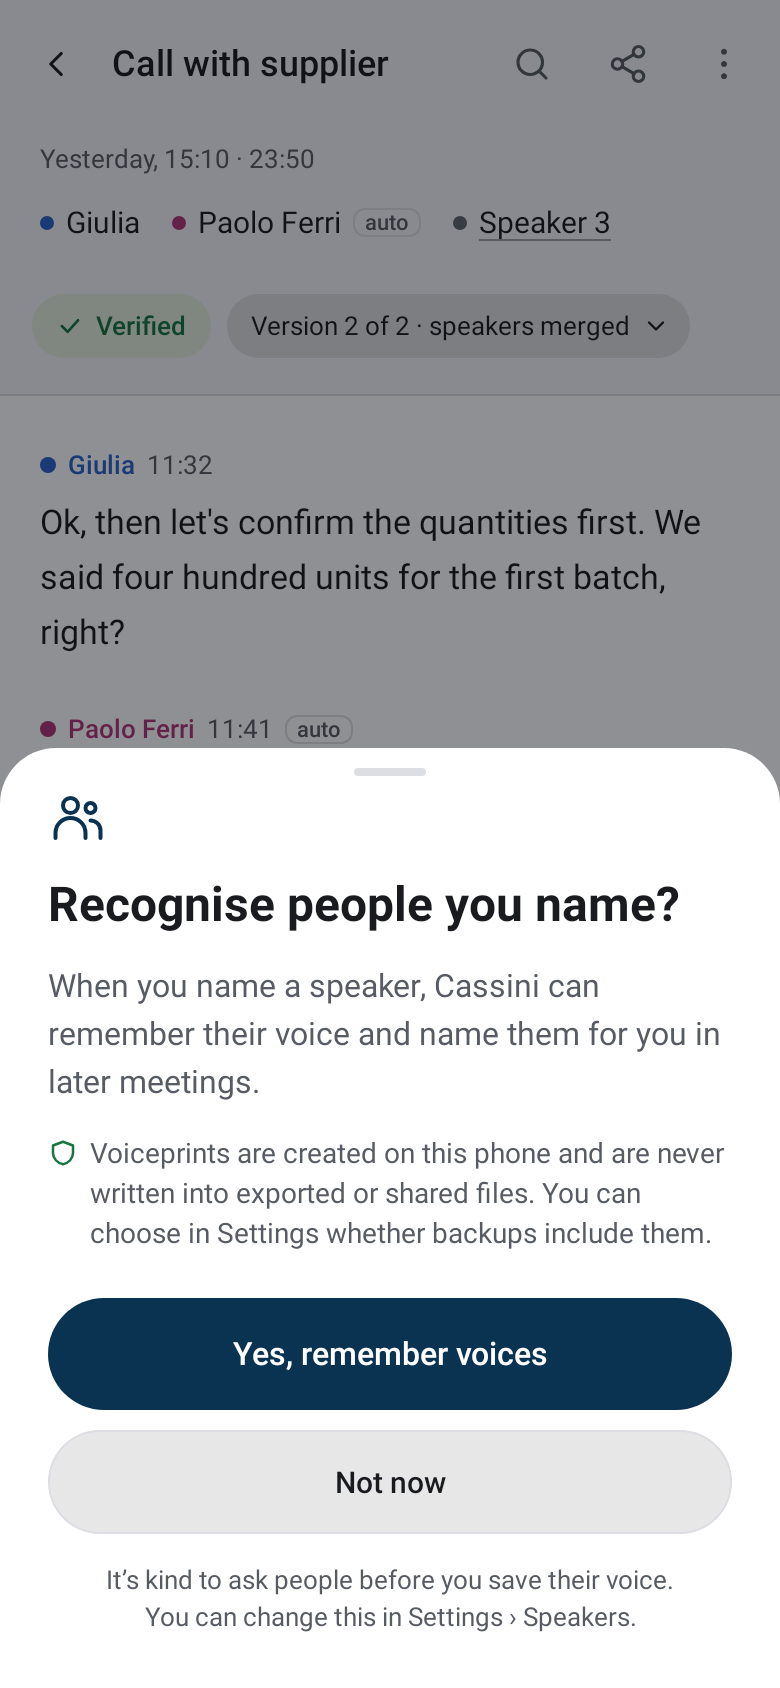 Call with supplier
Yesterday, 15:10 · 23:50
Giulia Paolo Ferri auto Speaker 3
Verified Version 2 of 2 · speakers merged
Giulia 11:32
Ok, then let's confirm the quantities first. We
said four hundred units for the first batch,
right?
Paolo Ferri 11:41 auto
Recognise people you name?
When you name a speaker, Cassini can
remember their voice and name them for you in
later meetings.
Voiceprints are created on this phone and are never
written into exported or shared files. You can
choose in Settings whether backups include them.
Yes, remember voices
Not now
It’s kind to ask people before you save their voice.
You can change this in Settings › Speakers.